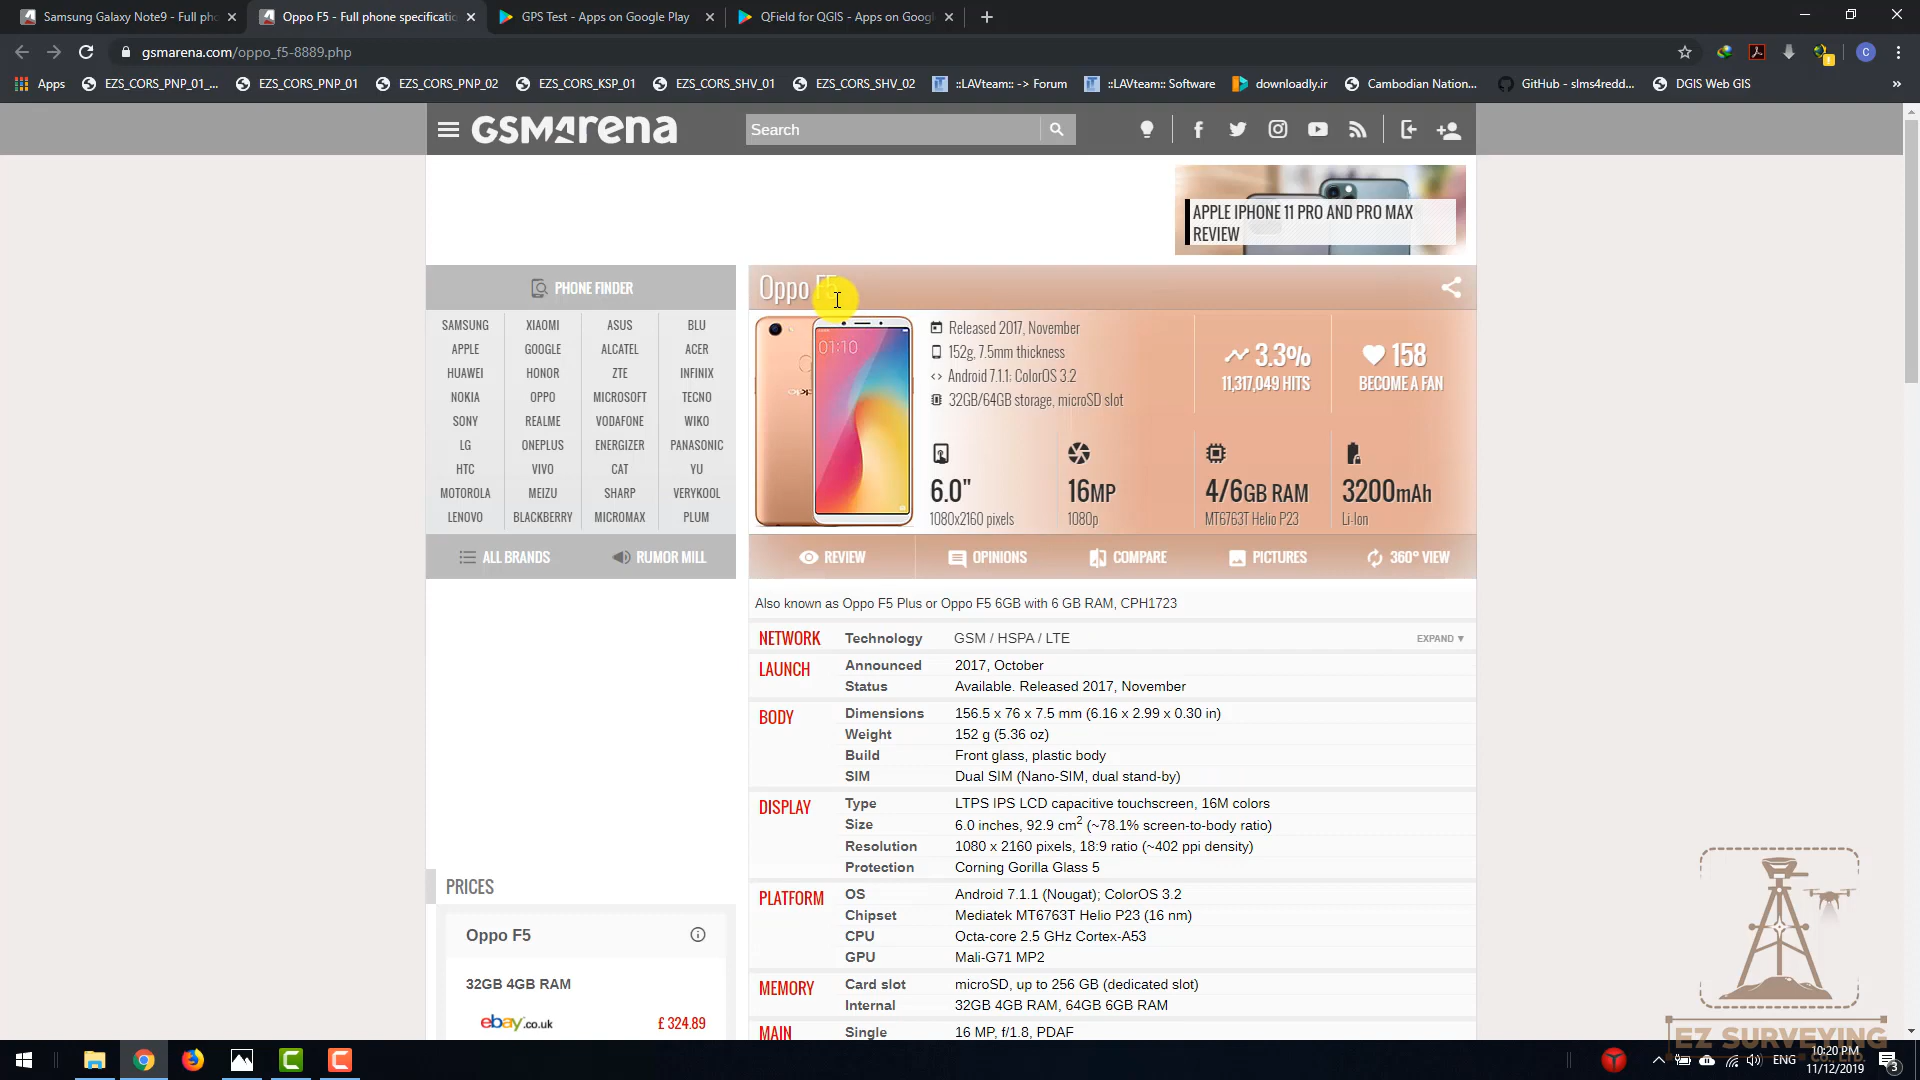 Samsung Galaxy Note9 - Full pho
Oppo F5 - Full phone specificatio
GPS Test - Apps on Google Play
QField for QGIS - Apps on Googl
gsmarena.com/oppo_f5-8889.php
C
Apps
EZS_CORS_PNP_01_...
EZS_CORS_PNP_01
EZS_CORS_PNP_02
EZS_CORS_KSP_01
EZS_CORS_SHV_01
EZS_CORS_SHV_02
::LAVteam:: -> Forum
::LAVteam:: Software
downloadly.ir
Cambodian Nation...
GitHub - slms4redd...
DGIS Web GIS
GSMArena
Search
APPLE IPHONE 11 PRO AND PRO MAX
REVIEW
PHONE FINDER
SAMSUNG XIAOMI ASUS BLU
APPLE GOOGLE ALCATEL ACER
HUAWEI HONOR ZTE INFINIX
NOKIA OPPO MICROSOFT TECNO
SONY REALME VODAFONE WIKO
LG ONEPLUS ENERGIZER PANASONIC
HTC VIVO CAT YU
MOTOROLA MEIZU SHARP VERYKOOL
LENOVO BLACKBERRY MICROMAX PLUM
ALL BRANDS RUMOR MILL
Oppo F5
01:10
Released 2017, November
152g, 7.5mm thickness
Android 7.1.1; ColorOS 3.2
32GB/64GB storage, microSD slot
3.3%
11,317,049 HITS
158
BECOME A FAN
6.0"
1080x2160 pixels
16MP
1080p
4/6GB RAM
MT6763T Helio P23
3200mAh
Li-Ion
REVIEW OPINIONS COMPARE PICTURES 360° VIEW
Also known as Oppo F5 Plus or Oppo F5 6GB with 6 GB RAM, CPH1723
NETWORK Technology GSM / HSPA / LTE EXPAND ▼
LAUNCH Announced 2017, October
Status Available. Released 2017, November
BODY Dimensions 156.5 x 76 x 7.5 mm (6.16 x 2.99 x 0.30 in)
Weight 152 g (5.36 oz)
Build Front glass, plastic body
SIM Dual SIM (Nano-SIM, dual stand-by)
DISPLAY Type LTPS IPS LCD capacitive touchscreen, 16M colors
Size 6.0 inches, 92.9 cm2 (~78.1% screen-to-body ratio)
Resolution 1080 x 2160 pixels, 18:9 ratio (~402 ppi density)
Protection Corning Gorilla Glass 5
PLATFORM OS Android 7.1.1 (Nougat); ColorOS 3.2
Chipset Mediatek MT6763T Helio P23 (16 nm)
CPU Octa-core 2.5 GHz Cortex-A53
GPU Mali-G71 MP2
MEMORY Card slot microSD, up to 256 GB (dedicated slot)
Internal 32GB 4GB RAM, 64GB 6GB RAM
MAIN Single 16 MP, f/1.8, PDAF
PRICES
Oppo F5
32GB 4GB RAM
ebay.co.uk £ 324.89
EZ SURVEYING
CO., LTD.
ENG
10:20 PM
11/12/2019
3